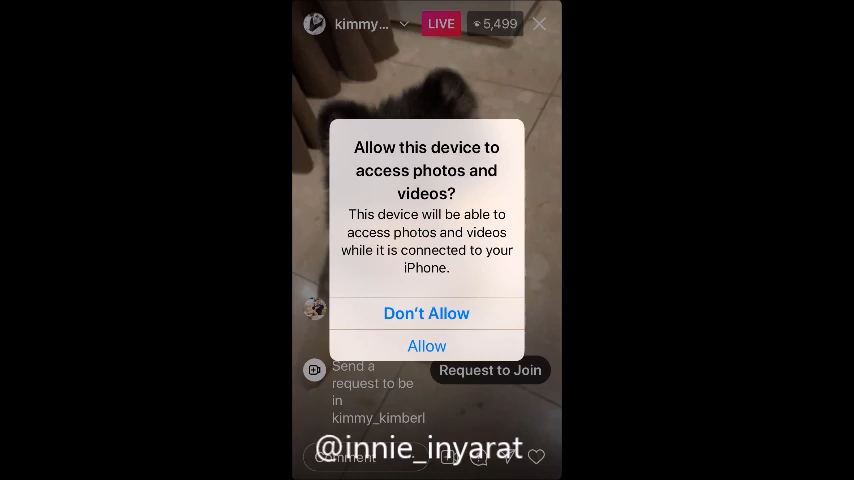 kimmy... LIVE 5,499
Allow this device to
access photos and
videos?
This device will be able to
access photos and videos
while it is connected to your
iPhone.
Don't Allow
Allow
Send a
request to be
in
kimmy_kimberl
Request to Join
@innie_inyarat
Comment